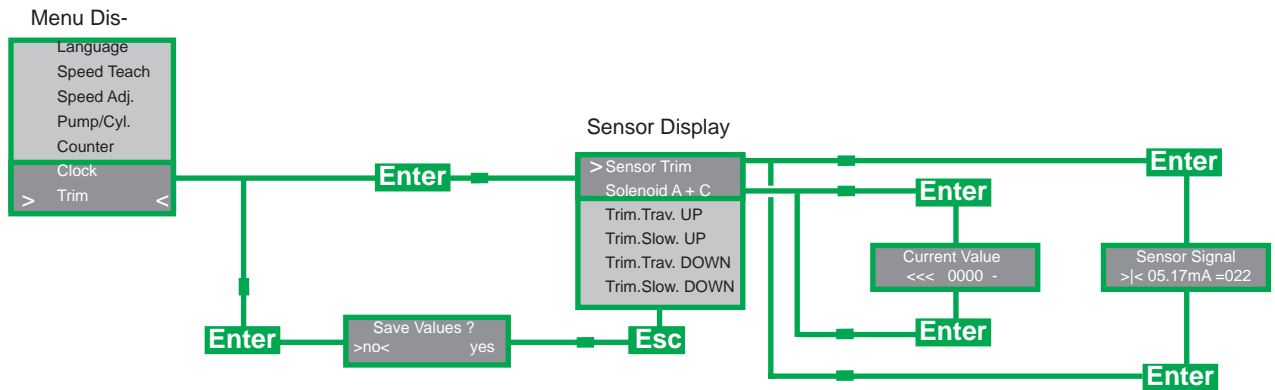 Menu Dis-
Language
Speed Teach
Speed Adj.
Pump/Cyl.
Counter
Clock
> Trim <
Enter
Sensor Display
>Sensor Trim
Solenoid A + C
Trim.Trav. UP
Trim.Slow. UP
Trim.Trav. DOWN
Trim.Slow. DOWN
Enter
Enter
Current Value
<<< 0000 -
Sensor Signal
>|< 05.17mA =022
Enter
Save Values ?
>no< yes
Esc
Enter
Enter